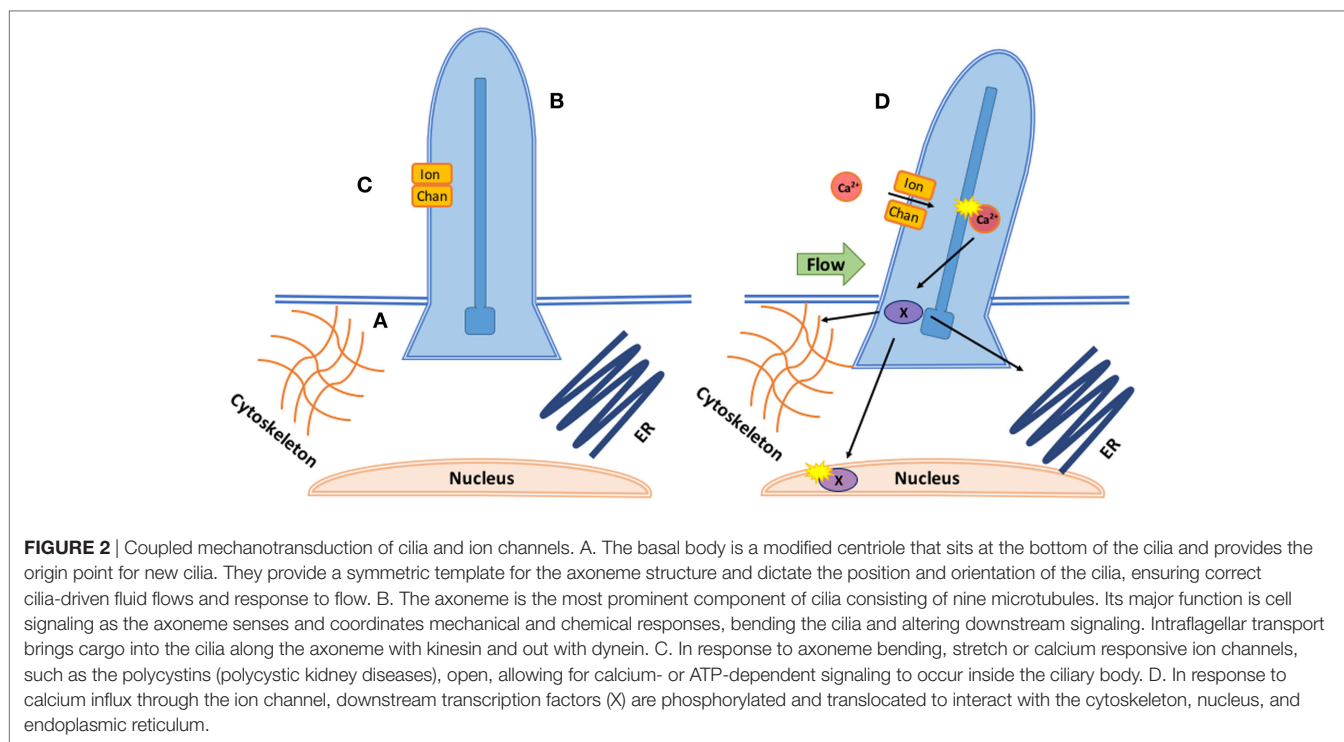 B
D
C
Ion
Chan
Ca²⁺
Ion
Chan
Ca²⁺
Flow
A
X
Cytoskeleton
ER
Nucleus
Cytoskeleton
ER
X
Nucleus
FIGURE 2 | Coupled mechanotransduction of cilia and ion channels. A. The basal body is a modified centriole that sits at the bottom of the cilia and provides the
origin point for new cilia. They provide a symmetric template for the axoneme structure and dictate the position and orientation of the cilia, ensuring correct
cilia-driven fluid flows and response to flow. B. The axoneme is the most prominent component of cilia consisting of nine microtubules. Its major function is cell
signaling as the axoneme senses and coordinates mechanical and chemical responses, bending the cilia and altering downstream signaling. Intraflagellar transport
brings cargo into the cilia along the axoneme with kinesin and out with dynein. C. In response to axoneme bending, stretch or calcium responsive ion channels,
such as the polycystins (polycystic kidney diseases), open, allowing for calcium- or ATP-dependent signaling to occur inside the ciliary body. D. In response to
calcium influx through the ion channel, downstream transcription factors (X) are phosphorylated and translocated to interact with the cytoskeleton, nucleus, and
endoplasmic reticulum.